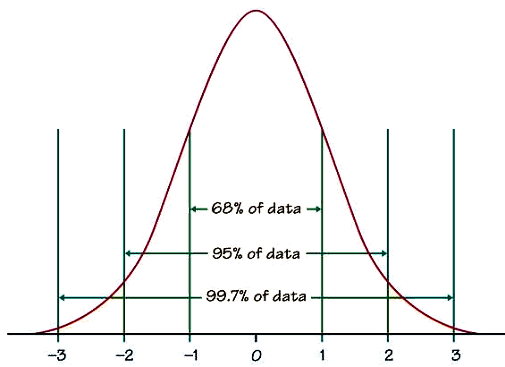 68% of data
95% of data
99.7% of data
-3 -2 -1 0 1 2 3